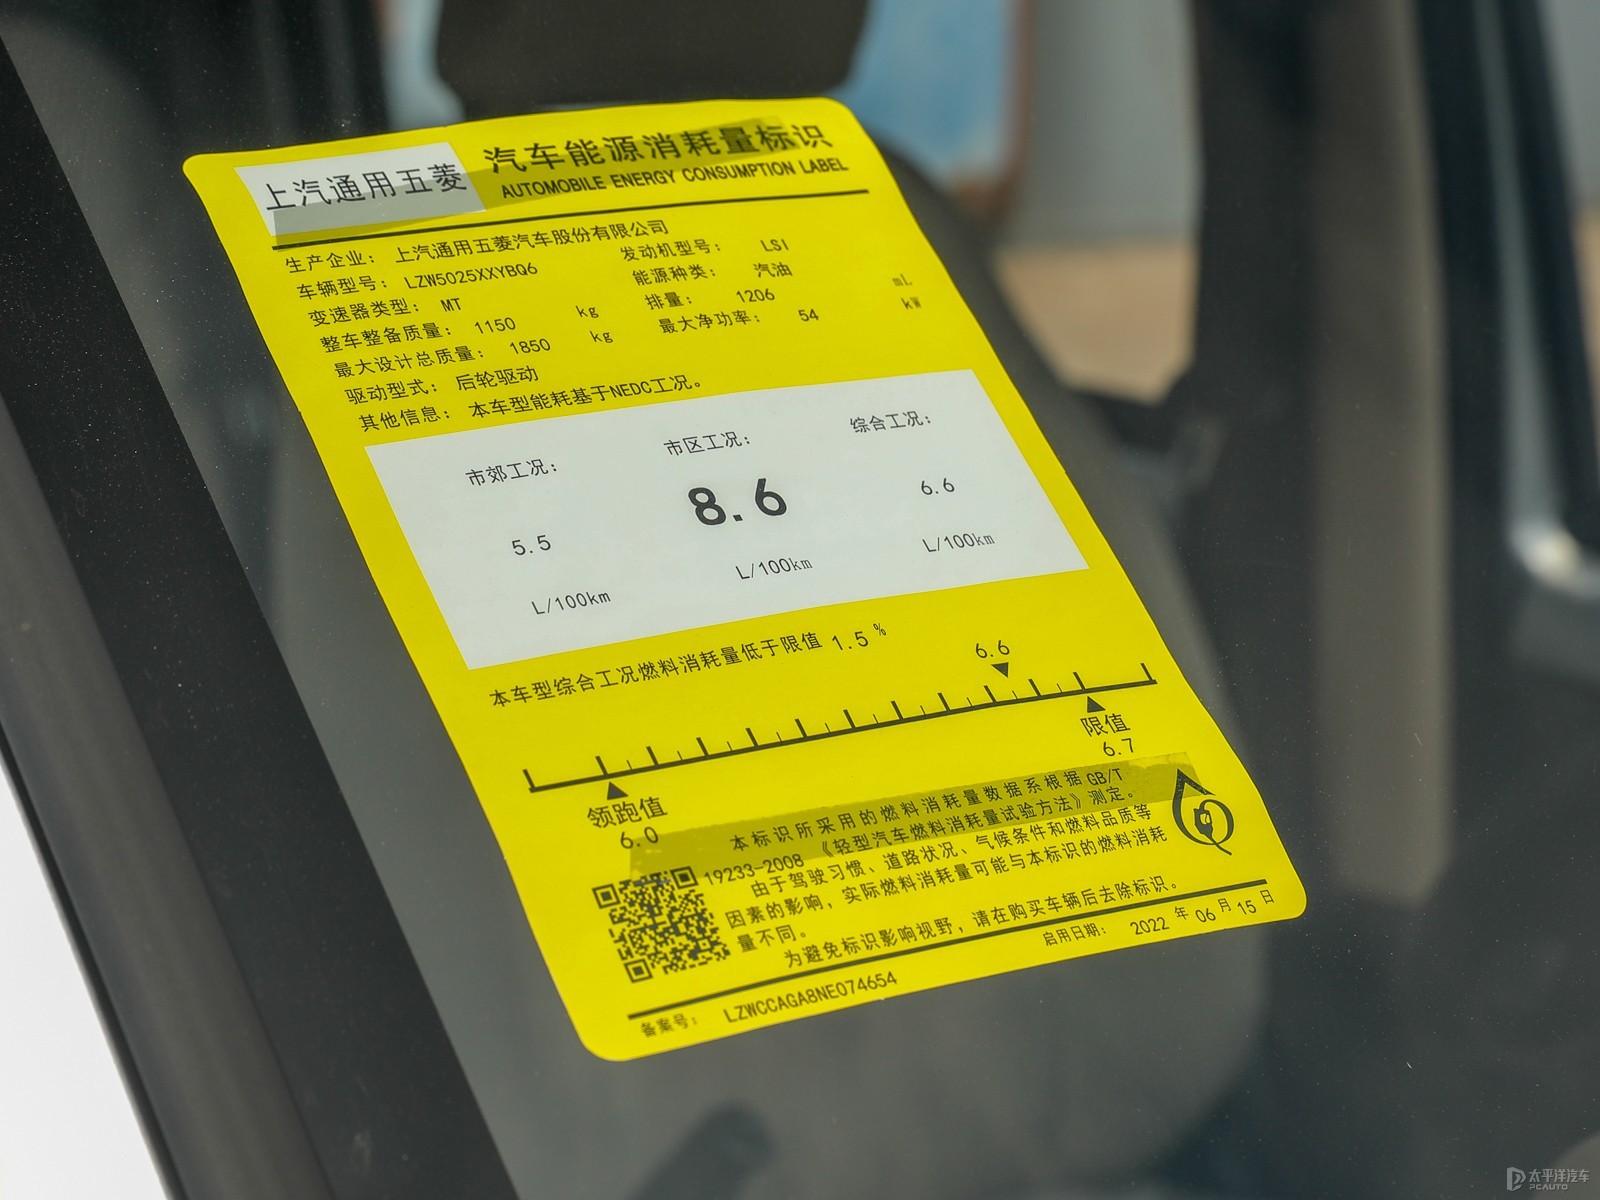 上汽通用五菱
汽车能源消耗量标识
AUTOMOBILE ENERGY CONSUMPTION LABEL
生产企业： 上汽通用五菱汽车股份有限公司
车辆型号： LZW5025XXYBQ6 发动机型号： LSI
变速器类型： MT 能源种类： 汽油
整车整备质量： 1150 kg 排量： 1206 mL
最大设计总质量： 1850 kg 最大净功率： 54 kW
驱动型式： 后轮驱动
其他信息： 本车型能耗基于NEDC工况。
市郊工况： 市区工况： 综合工况：
5.5 8.6 6.6
L/100km L/100km L/100km
本车型综合工况燃料消耗量低于限值 1.5 %
6.6
领跑值
6.0
限值
6.7
本标识所采用的燃料消耗量数据系根据GB/T
19233-2008 《轻型汽车燃料消耗量试验方法》测定。
由于驾驶习惯、道路状况、气候条件和燃料品质等
因素的影响，实际燃料消耗量可能与本标识的燃料消耗
量不同。
为避免标识影响视野，请在购买车辆后去除标识。
启用日期： 2022 年 06 月 15 日
备案号： LZWCCAGA8NE074654
太平洋汽车
PCAUTO